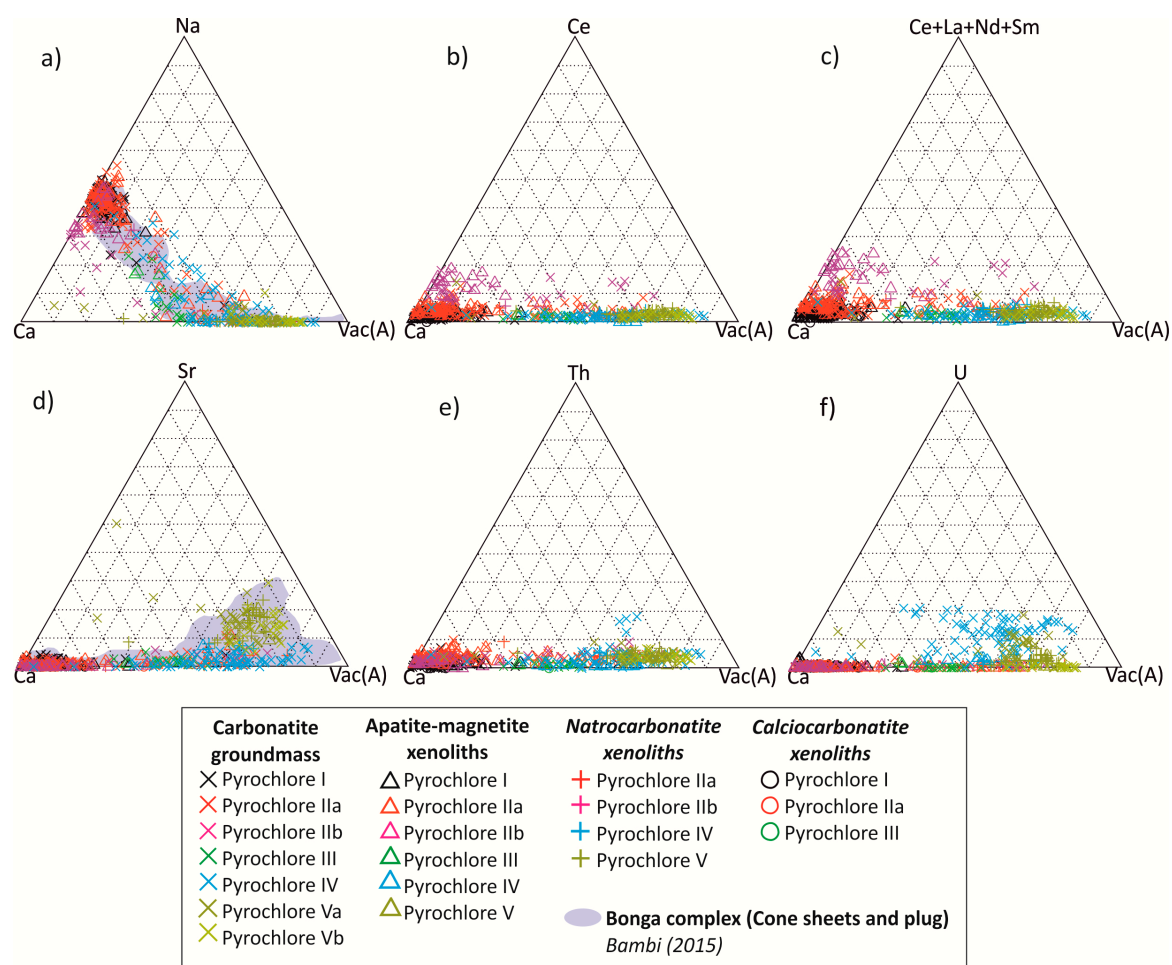 Na
Ce
Ce+La+Nd+Sm
a)
b)
c)
Ca
Vac(A)
Ca
Vac(A)
Ca
Vac(A)
Sr
Th
U
d)
e)
f)
Ca
Vac(A)
Ca
Vac(A)
Ca
Vac(A)
Carbonatite
groundmass
Pyrochlore I
Pyrochlore IIa
Pyrochlore IIb
Pyrochlore III
Pyrochlore IV
Pyrochlore Va
Pyrochlore Vb
Apatite-magnetite
xenoliths
Pyrochlore I
Pyrochlore IIa
Pyrochlore IIb
Pyrochlore III
Pyrochlore IV
Pyrochlore V
Natrocarbonatite
xenoliths
Pyrochlore IIa
Pyrochlore IIb
Pyrochlore IV
Pyrochlore V
Calciocarbonatite
xenoliths
Pyrochlore I
Pyrochlore IIa
Pyrochlore III
Bonga complex (Cone sheets and plug)
Bambi (2015)